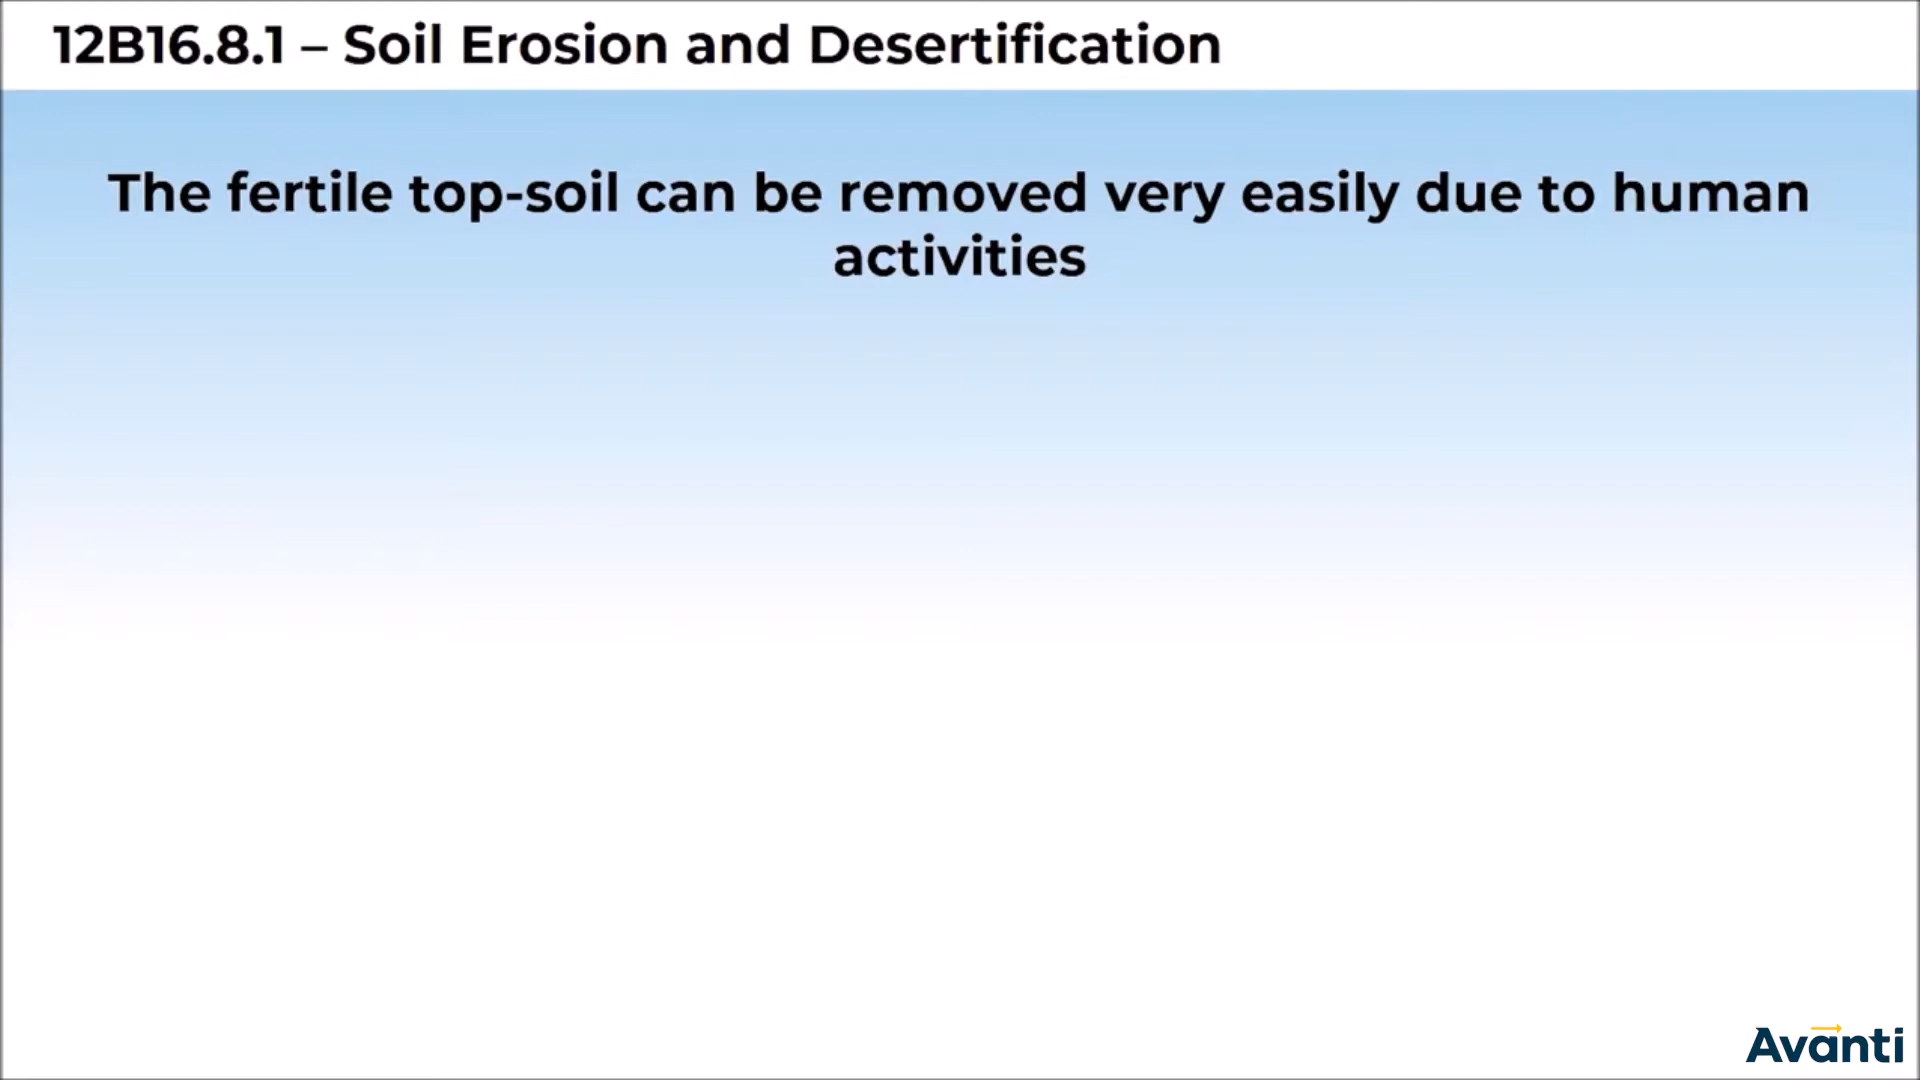 12B16.8.1 – Soil Erosion and Desertification
The fertile top-soil can be removed very easily due to human
activities
Avanti